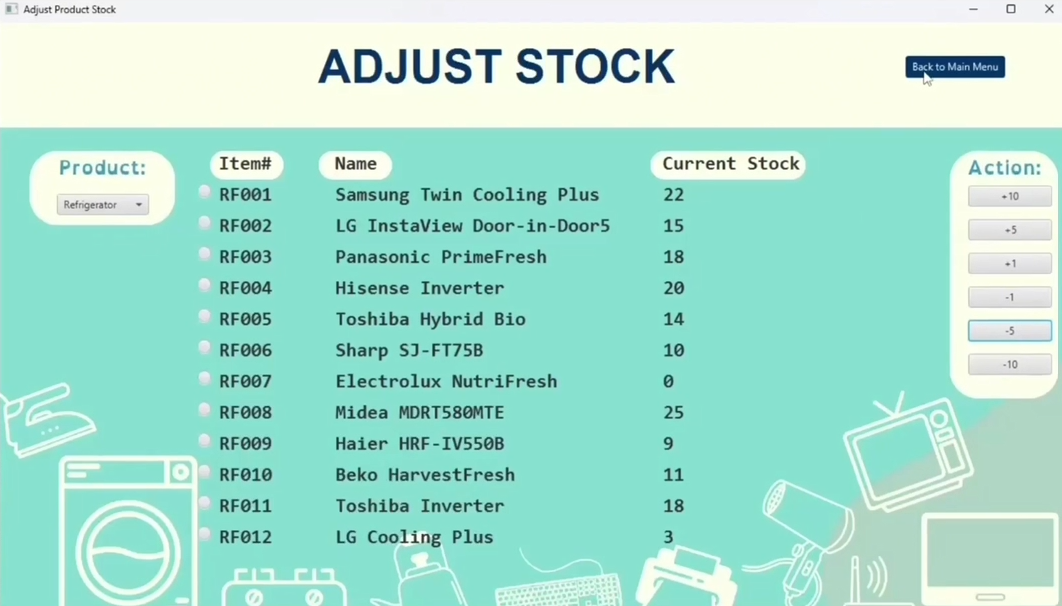 Adjust Product Stock
ADJUST STOCK
Back to Main Menu
Product:
Refrigerator
Item# Name Current Stock
RF001 Samsung Twin Cooling Plus 22
RF002 LG InstaView Door-in-Door5 15
RF003 Panasonic PrimeFresh 18
RF004 Hisense Inverter 20
RF005 Toshiba Hybrid Bio 14
RF006 Sharp SJ-FT75B 10
RF007 Electrolux NutriFresh 0
RF008 Midea MDRT580MTE 25
RF009 Haier HRF-IV550B 9
RF010 Beko HarvestFresh 11
RF011 Toshiba Inverter 18
RF012 LG Cooling Plus 3
Action:
+10
+5
+1
-1
-5
-10